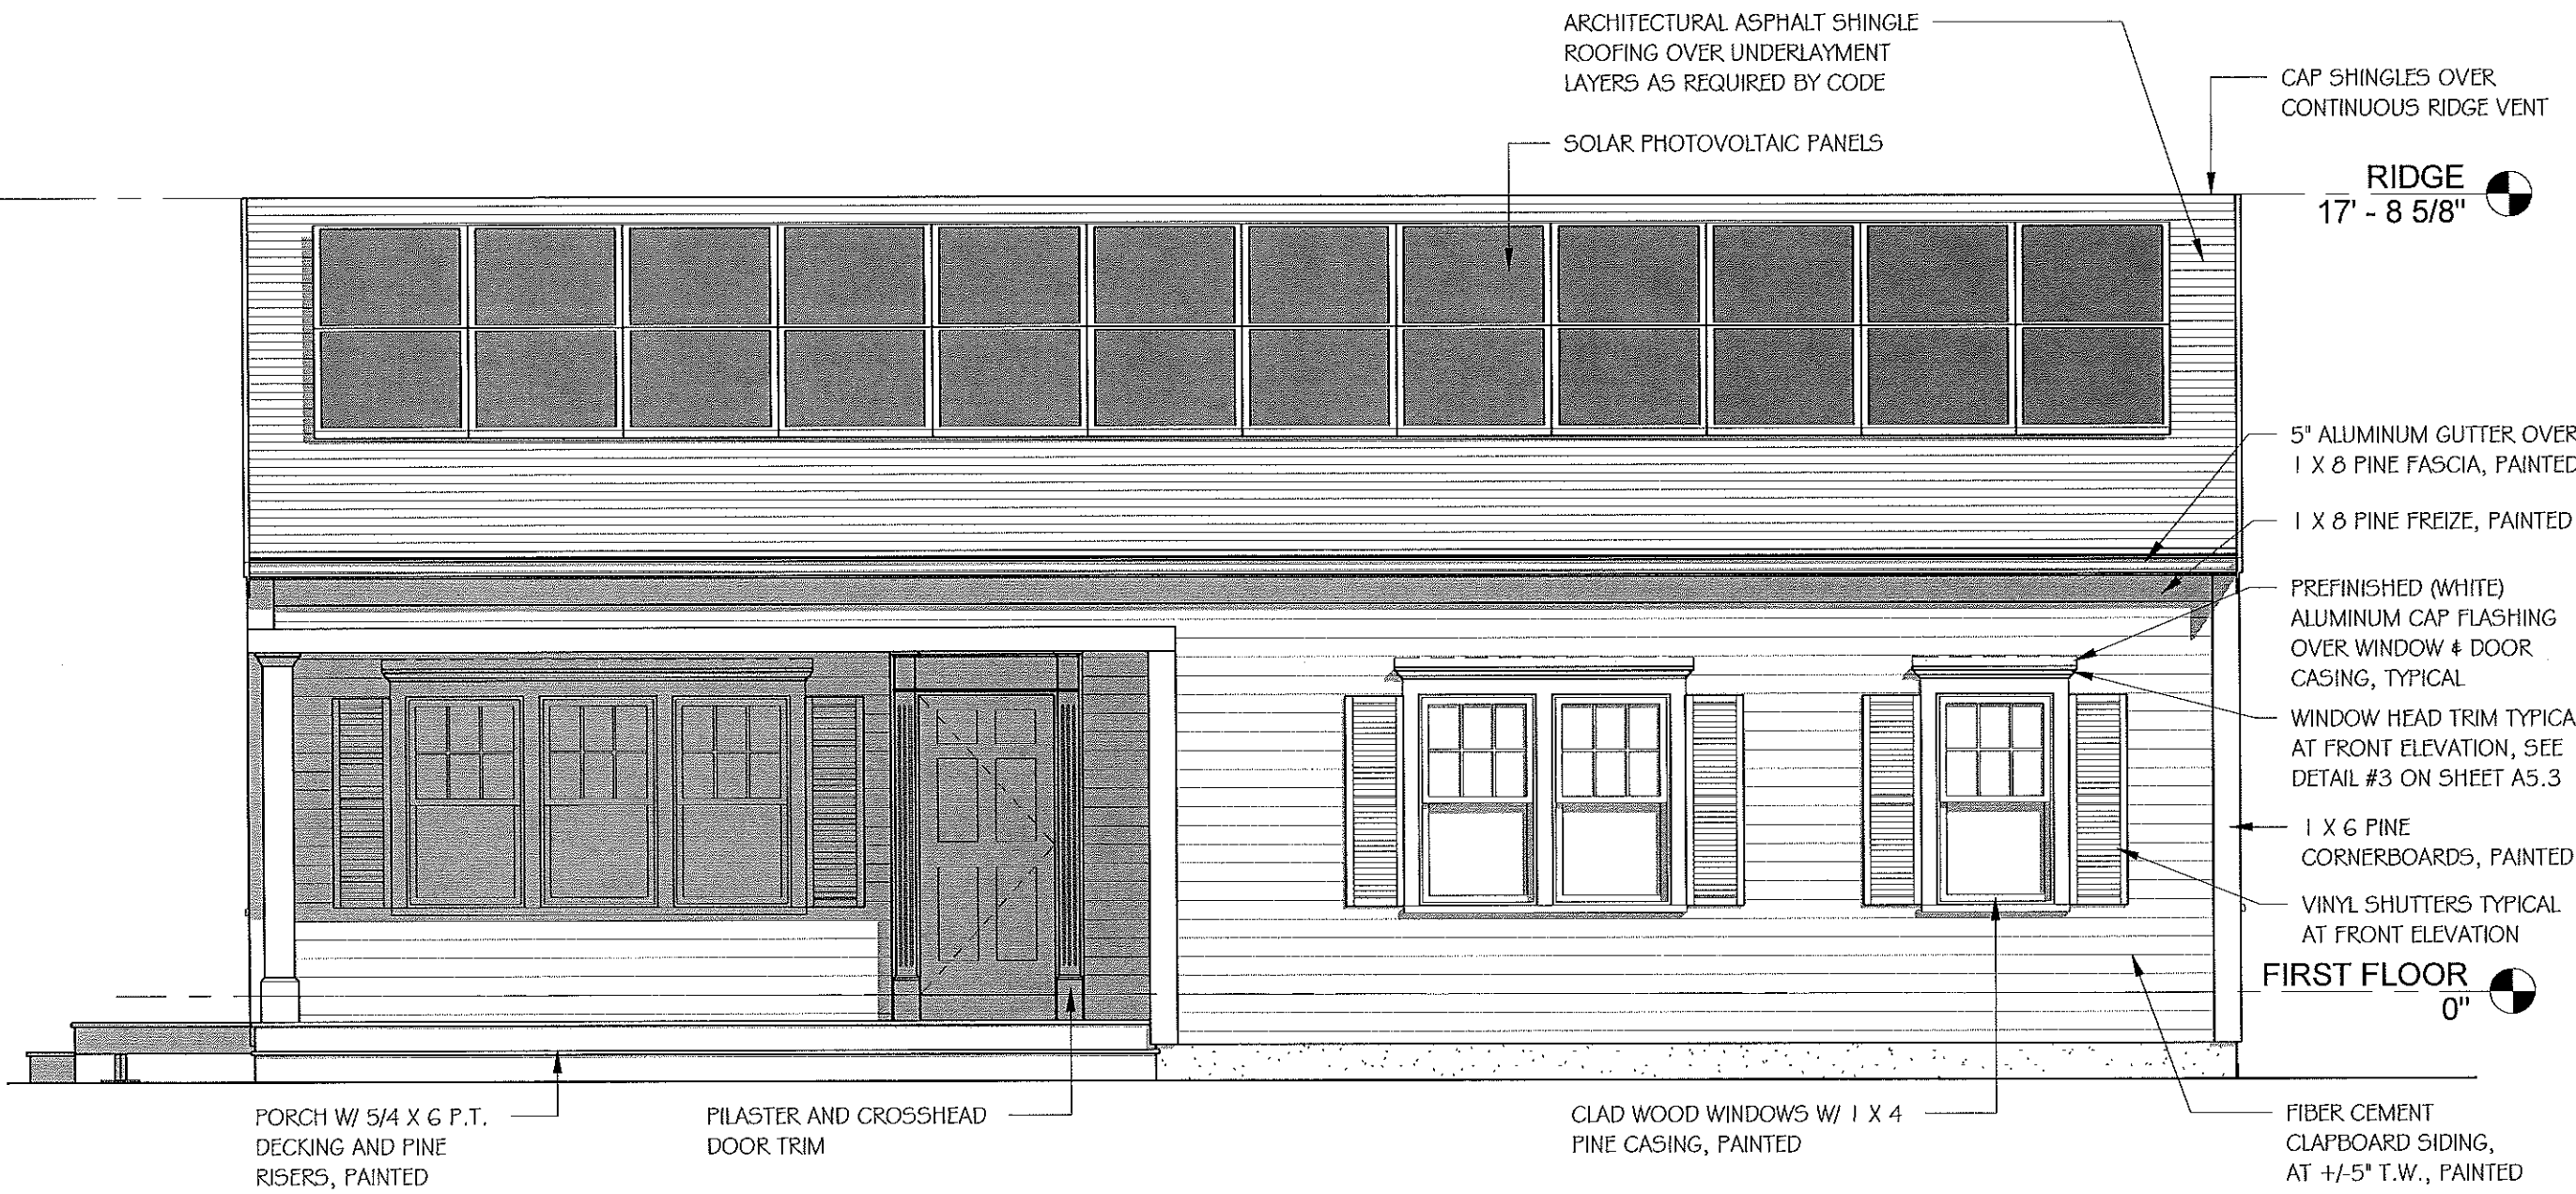 ARCHITECTURAL ASPHALT SHINGLE
ROOFING OVER UNDERLAYMENT
LAYERS AS REQUIRED BY CODE
SOLAR PHOTOVOLTAIC PANELS
CAP SHINGLES OVER
CONTINUOUS RIDGE VENT
RIDGE
17' - 8 5/8"
5" ALUMINUM GUTTER OVER
1 X 8 PINE FASCIA, PAINTED
1 X 8 PINE FREIZE, PAINTED
PREFINISHED (WHITE)
ALUMINUM CAP FLASHING
OVER WINDOW & DOOR
CASING, TYPICAL
WINDOW HEAD TRIM TYPICA
AT FRONT ELEVATION, SEE
DETAIL #3 ON SHEET A5.3
1 X 6 PINE
CORNERBOARDS, PAINTED
VINYL SHUTTERS TYPICAL
AT FRONT ELEVATION
FIRST FLOOR
0"
PORCH W/ 5/4 X 6 P.T.
DECKING AND PINE
RISERS, PAINTED
PILASTER AND CROSSHEAD
DOOR TRIM
CLAD WOOD WINDOWS W/ 1 X 4
PINE CASING, PAINTED
FIBER CEMENT
CLAPBOARD SIDING,
AT +/-5" T.W., PAINTED